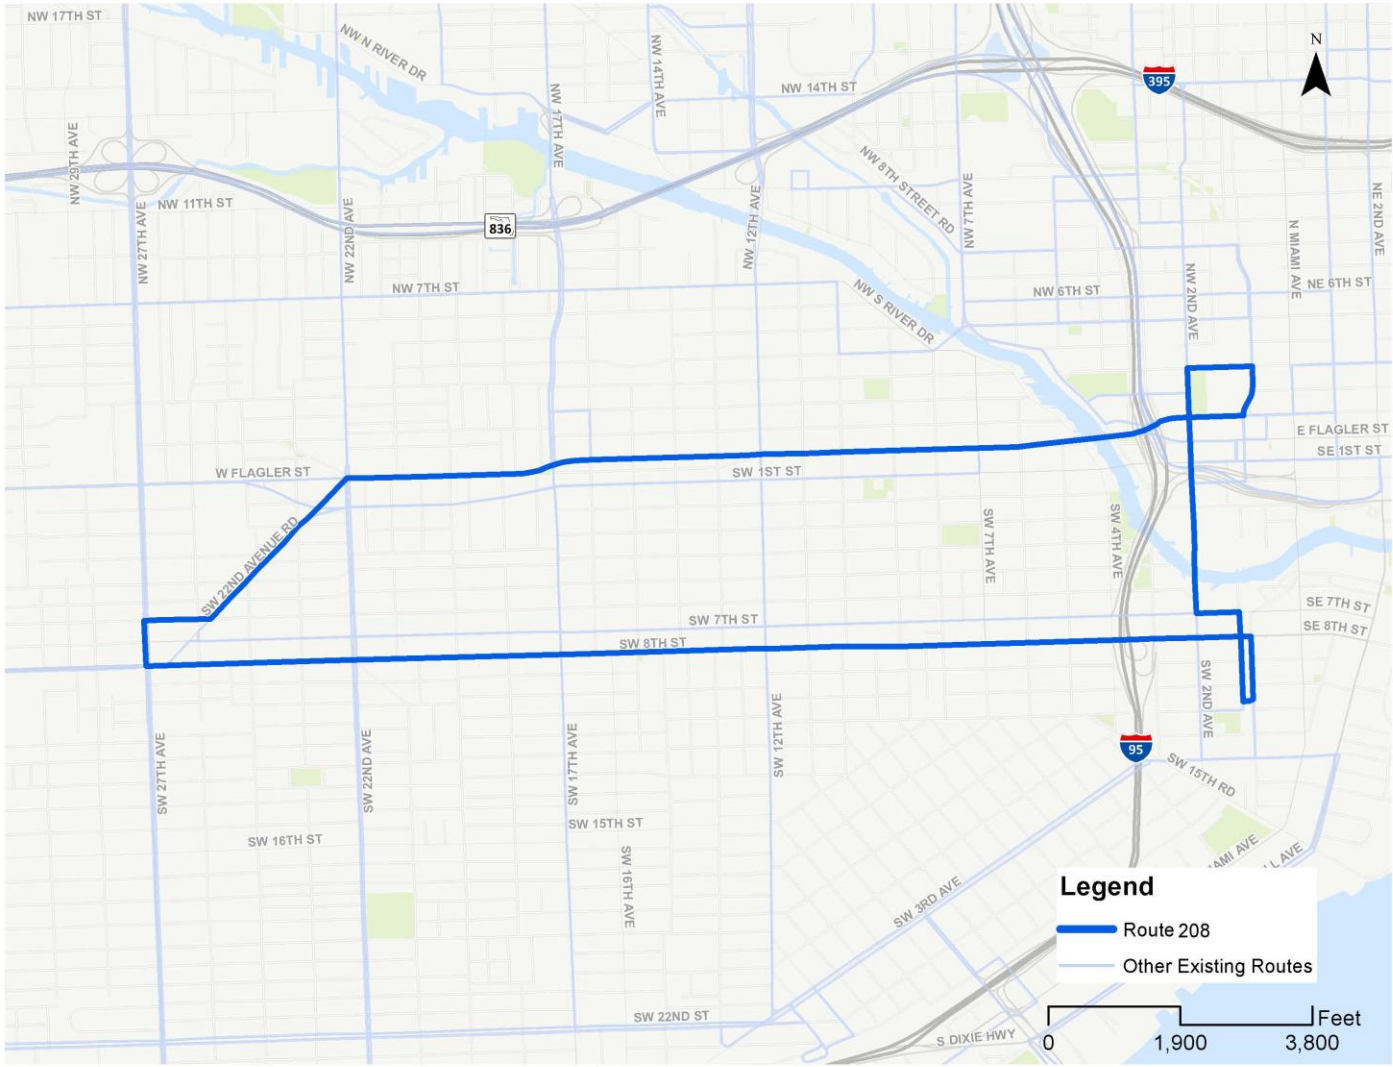 NW 17TH ST
NW N RIVER DR
NW 14TH AVE
NW 14TH ST
395
N
NW 29TH AVE
NW 17TH AVE
NW 8TH STREET RD
NW 11TH ST
NW 27TH AVE
NW 22ND AVE
836
NW 12TH AVE
NW 7TH AVE
N MIAMI AVE
NE 2ND AVE
NW 7TH ST
NW S RIVER DR
NW 6TH ST
NW 2ND AVE
NE 6TH ST
E FLAGLER ST
SE 1ST ST
W FLAGLER ST
SW 1ST ST
SW 22ND AVENUE RD
SW 7TH AVE
SW 4TH AVE
SW 7TH ST
SW 8TH ST
SE 7TH ST
SE 8TH ST
SW 27TH AVE
SW 22ND AVE
SW 17TH AVE
SW 12TH AVE
SW 2ND AVE
95
SW 15TH RD
SW 16TH ST
SW 15TH ST
SW 16TH AVE
SW 3RD AVE
IAMI AVE
LL AVE
SW 22ND ST
S DIXIE HWY
Legend
Route 208
Other Existing Routes
Feet
0 1,900 3,800